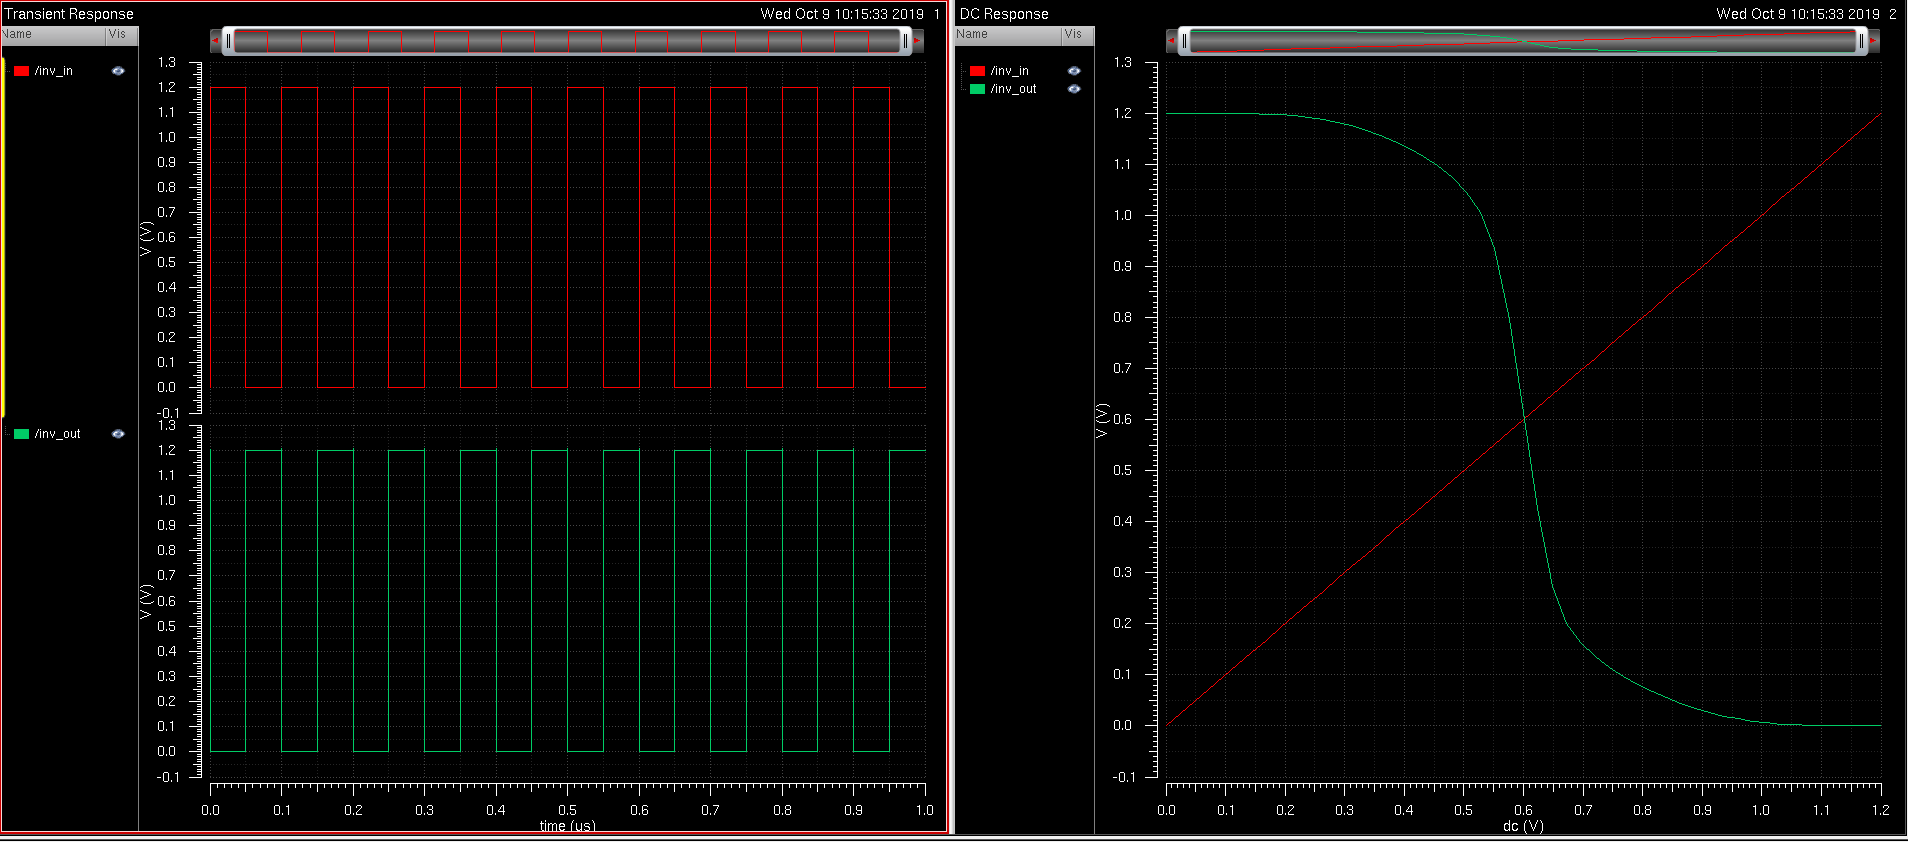 Transient Response
Wed Oct 9 10:15:33 2019 1
Name Vis
/inv_in
1.3
1.2
1.1
1.0
0.9
0.8
0.7
0.6
0.5
0.4
0.3
0.2
0.1
0.0
-0.1
V (V)
/inv_out
1.3
1.2
1.1
1.0
0.9
0.8
0.7
0.6
0.5
0.4
0.3
0.2
0.1
0.0
-0.1
V (V)
0.0 0.1 0.2 0.3 0.4 0.5 0.6 0.7 0.8 0.9 1.0
time (us)
DC Response
Wed Oct 9 10:15:33 2019 2
Name Vis
/inv_in
/inv_out
1.3
1.2
1.1
1.0
0.9
0.8
0.7
0.6
0.5
0.4
0.3
0.2
0.1
0.0
-0.1
V (V)
0.0 0.1 0.2 0.3 0.4 0.5 0.6 0.7 0.8 0.9 1.0 1.1 1.2
dc (V)